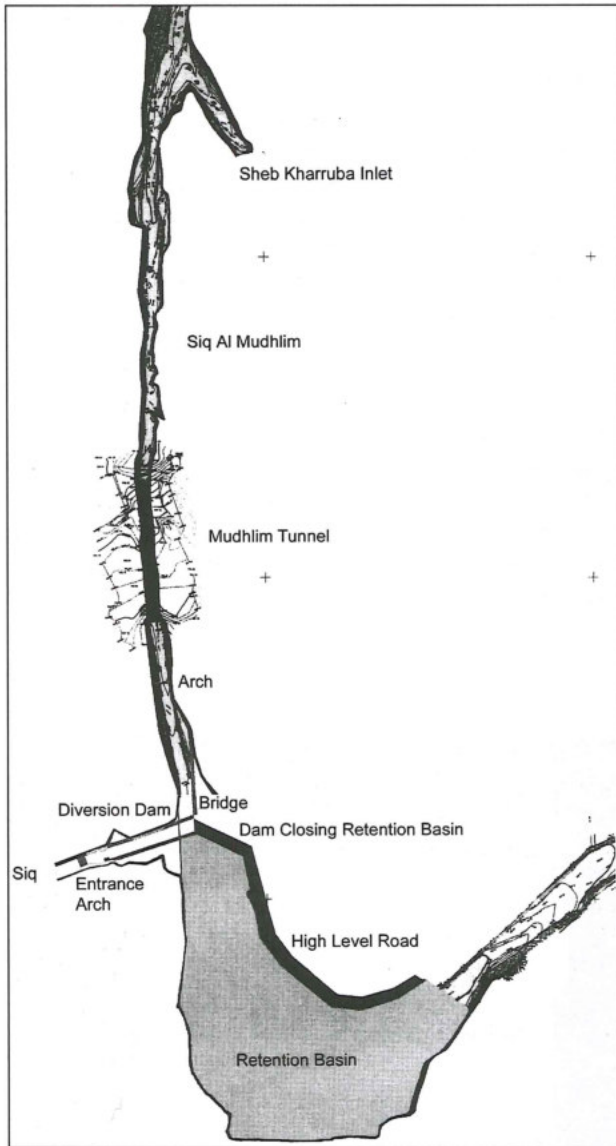 Sheb Kharruba Inlet
Siq Al Mudhlim
Mudhlim Tunnel
Arch
Diversion Dam
Bridge
Dam Closing Retention Basin
Siq
Entrance
Arch
High Level Road
Retention Basin